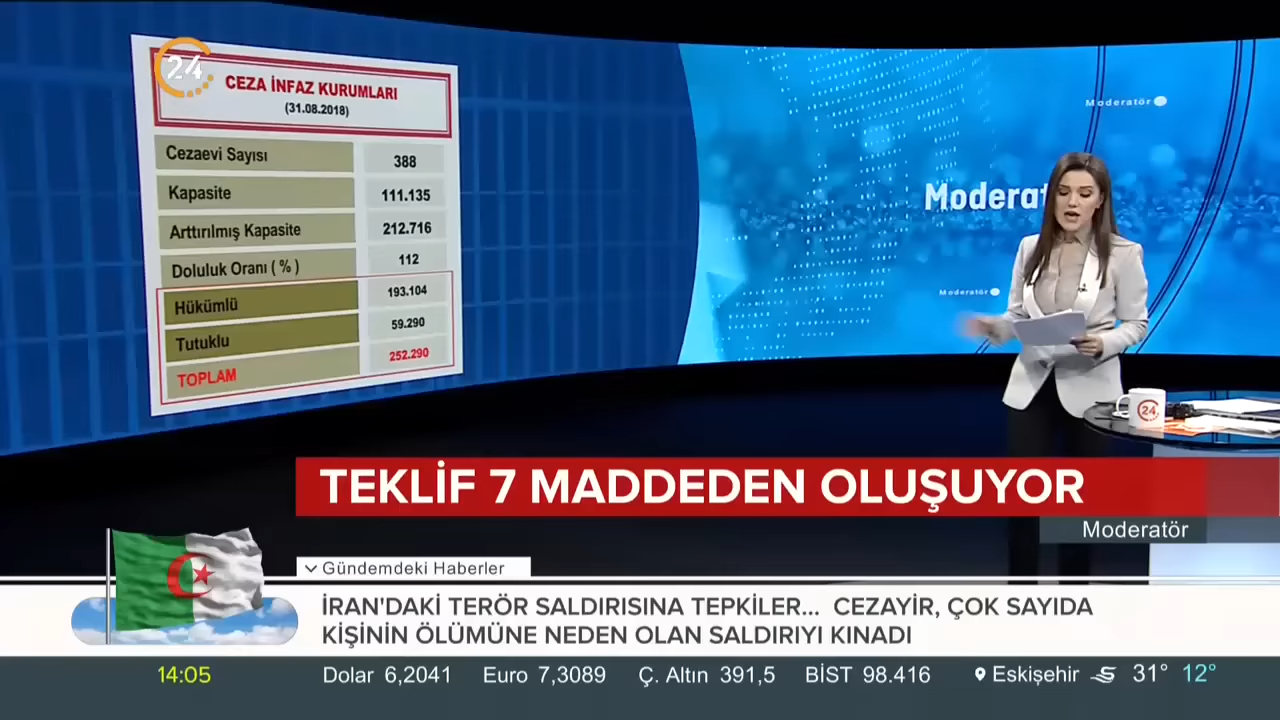 24
CEZA İNFAZ KURUMLARI
(31.08.2018)
Cezaevi Sayısı 388
Kapasite 111.135
Arttırılmış Kapasite 212.716
Doluluk Oranı ( % ) 112
Hükümlü 193.104
Tutuklu 59.290
TOPLAM 252.290
Moderatör
Moderat
Moderatör
24
TEKLİF 7 MADDEDEN OLUŞUYOR
Moderatör
Gündemdeki Haberler
İRAN'DAKİ TERÖR SALDIRISINA TEPKİLER... CEZAYİR, ÇOK SAYIDA
KİŞİNİN ÖLÜMÜNE NEDEN OLAN SALDIRIYI KINADI
14:05 Dolar 6,2041 Euro 7,3089 Ç. Altın 391,5 BİST 98.416 Eskişehir 31° 12°